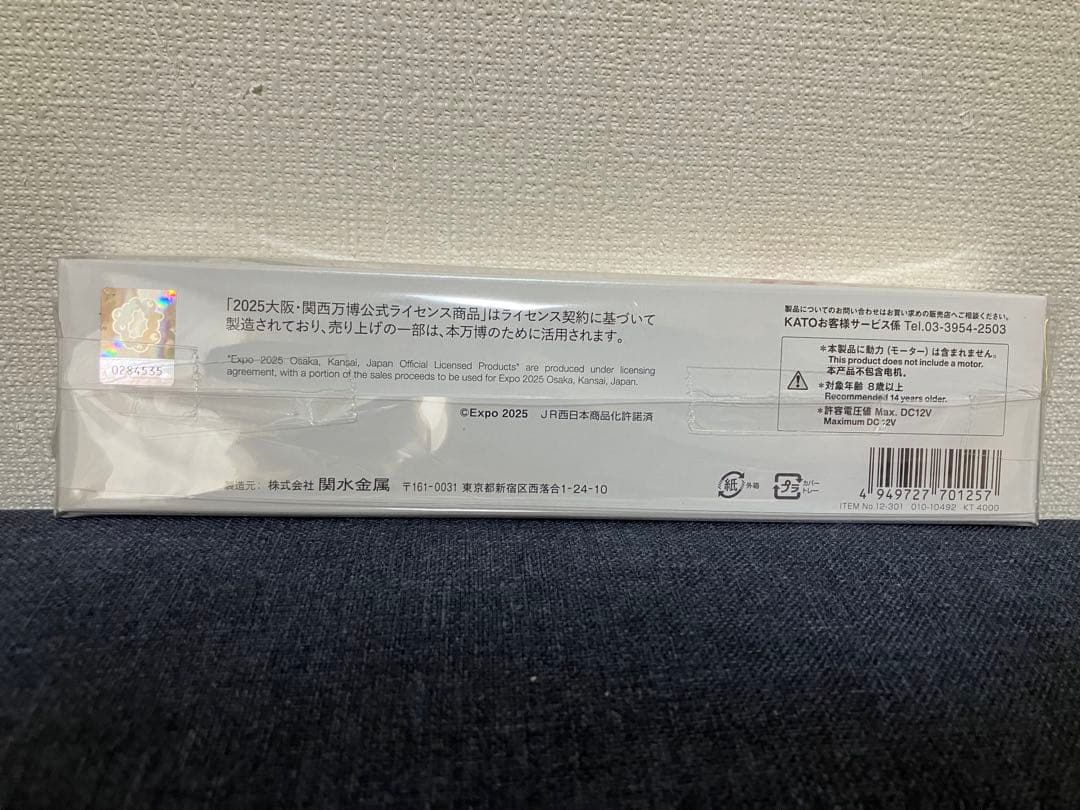 0284535
「2025大阪・関西万博公式ライセンス商品」はライセンス契約に基づいて
製造されており、売り上げの一部は、本万博のために活用されます。
"Expo 2025 Osaka, Kansai, Japan Official Licensed Products" are produced under licensing
agreement, with a portion of the sales proceeds to be used for Expo 2025 Osaka, Kansai, Japan.
©Expo 2025 JR西日本商品化許諾済
製造元: 株式会社 関水金属 〒161-0031 東京都新宿区西落合1-24-10
製品についてのお問い合わせはお買い求めの販売店へご相談ください。
KATOお客様サービス係 Tel.03-3954-2503
＊本製品に動力（モーター）は含まれません。
This product does not include a motor.
本产品不包含电机。
＊対象年齢 8歳以上
Recommended 14 years older.
＊許容電圧値 Max. DC12V
Maximum DC 12V
紙 外箱
プラ カバー
トレー
4 949727 701257
ITEM No.12-301 010-10492 KT 4000